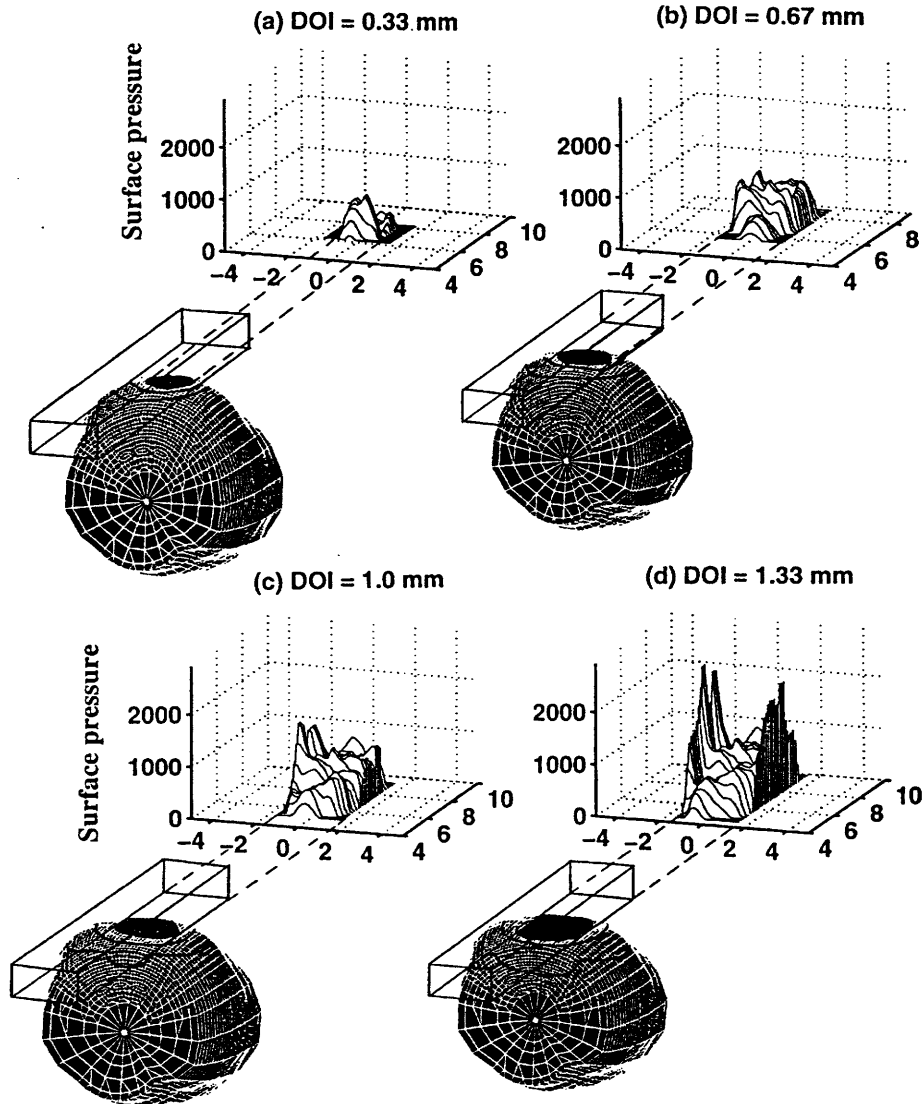 (a) DOI = 0.33 mm
(b) DOI = 0.67 mm
Surface pressure
2000
1000
0
-4 -2 0 2 4
4 6 8 10
2000
1000
0
-4 -2 0 2 4
4 6 8
(c) DOI = 1.0 mm
(d) DOI = 1.33 mm
Surface pressure
2000
1000
0
-4 -2 0 2 4
4 6 8 10
2000
1000
0
-4 -2 0 2 4
4 6 8 10